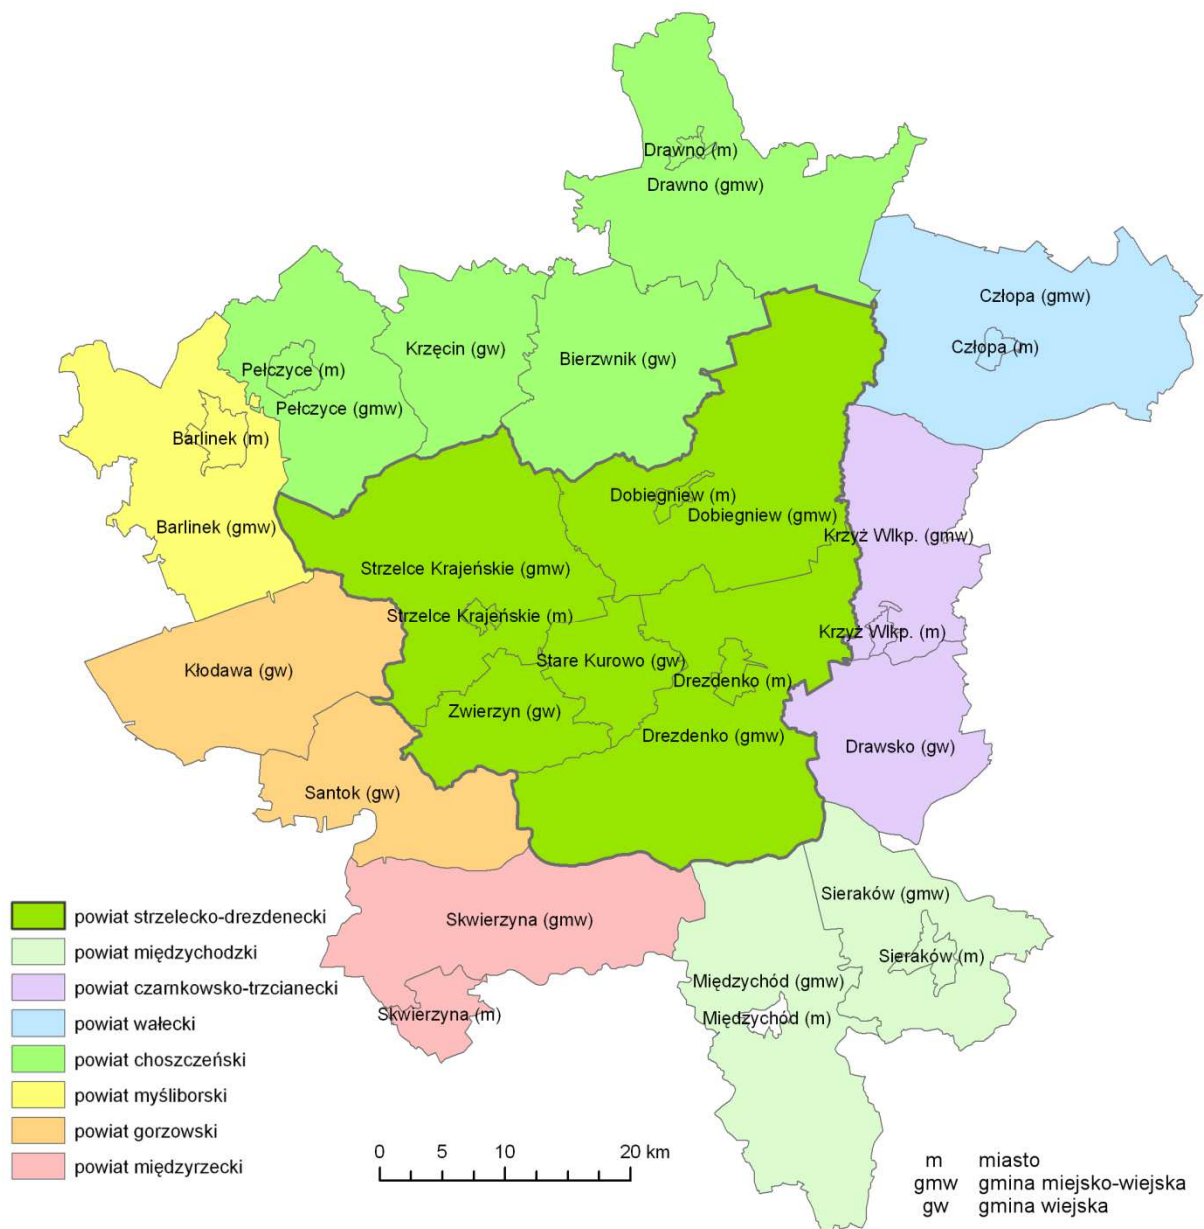 Drawno (m)
Drawno (gmw)
Człopa (gmw)
Człopa (m)
Krzęcin (gw)
Bierzwnik (gw)
Pełczyce (m)
Pełczyce (gmw)
Barlinek (m)
Barlinek (gmw)
Dobiegniew (m)
Dobiegniew (gmw)
Krzyż Wlkp. (gmw)
Strzelce Krajeńskie (gmw)
Strzelce Krajeńskie (m)
Krzyż Wlkp. (m)
Kłodawa (gw)
Stare Kurowo (gw)
Drezdenko (m)
Zwierzyn (gw)
Drezdenko (gmw)
Drawsko (gw)
Santok (gw)
Sieraków (gmw)
Skwierzyna (gmw)
Sieraków (m)
Międzychód (gmw)
Skwierzyna (m)
Międzychód (m)
powiat strzelecko-drezdenecki
powiat międzychodzki
powiat czarnkowsko-trzcianecki
powiat wałecki
powiat choszczeński
powiat myśliborski
powiat gorzowski
powiat międzyrzecki
0 5 10 20 km
m miasto
gmw gmina miejsko-wiejska
gw gmina wiejska